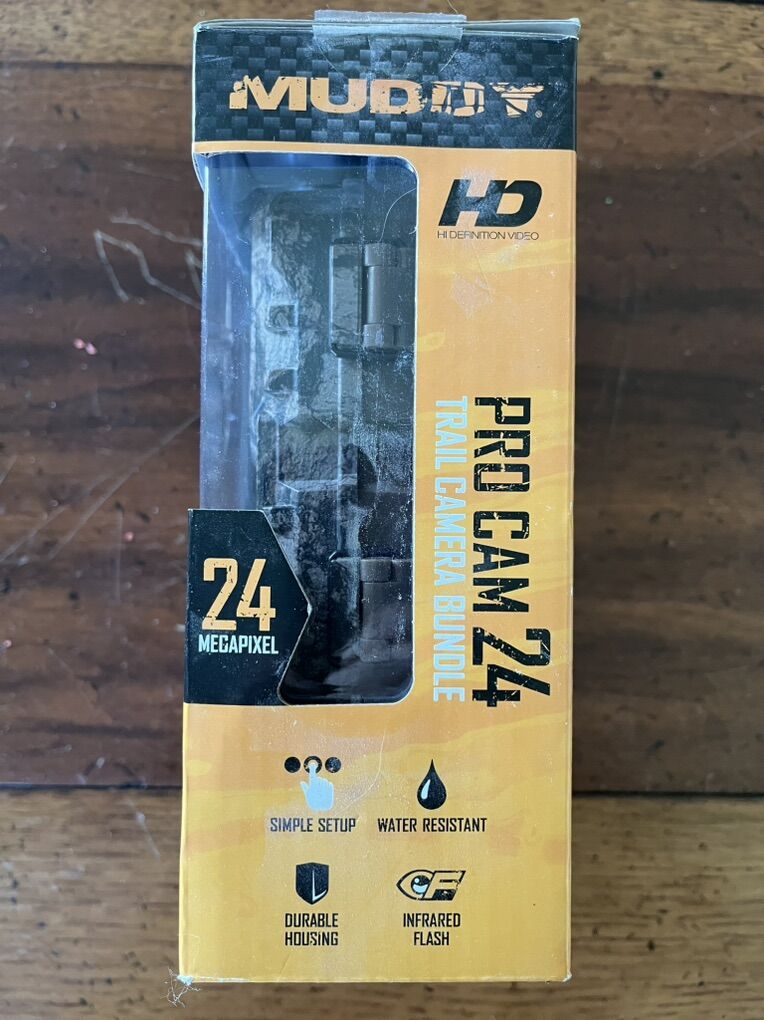 MUDDY®
HD
HI DEFINITION VIDEO
PRO CAM 24
TRAIL CAMERA BUNDLE
24
MEGAPIXEL
SIMPLE SETUP
WATER RESISTANT
DURABLE
HOUSING
INFRARED
FLASH